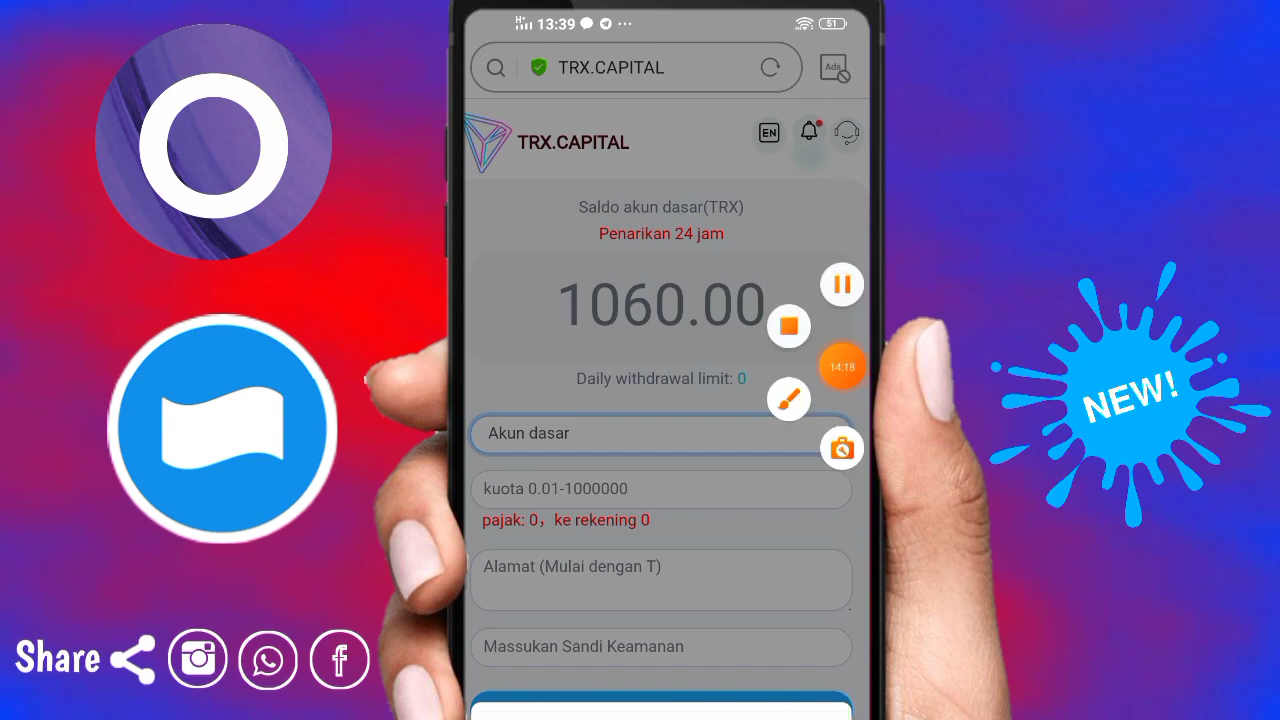 13:39
51
TRX.CAPITAL
Ads
TRX.CAPITAL
EN
Saldo akun dasar(TRX)
Penarikan 24 jam
1060.00
Daily withdrawal limit: 0
14:18
Akun dasar
kuota 0.01-1000000
pajak: 0，ke rekening 0
Alamat (Mulai dengan T)
Massukan Sandi Keamanan
NEW!
Share